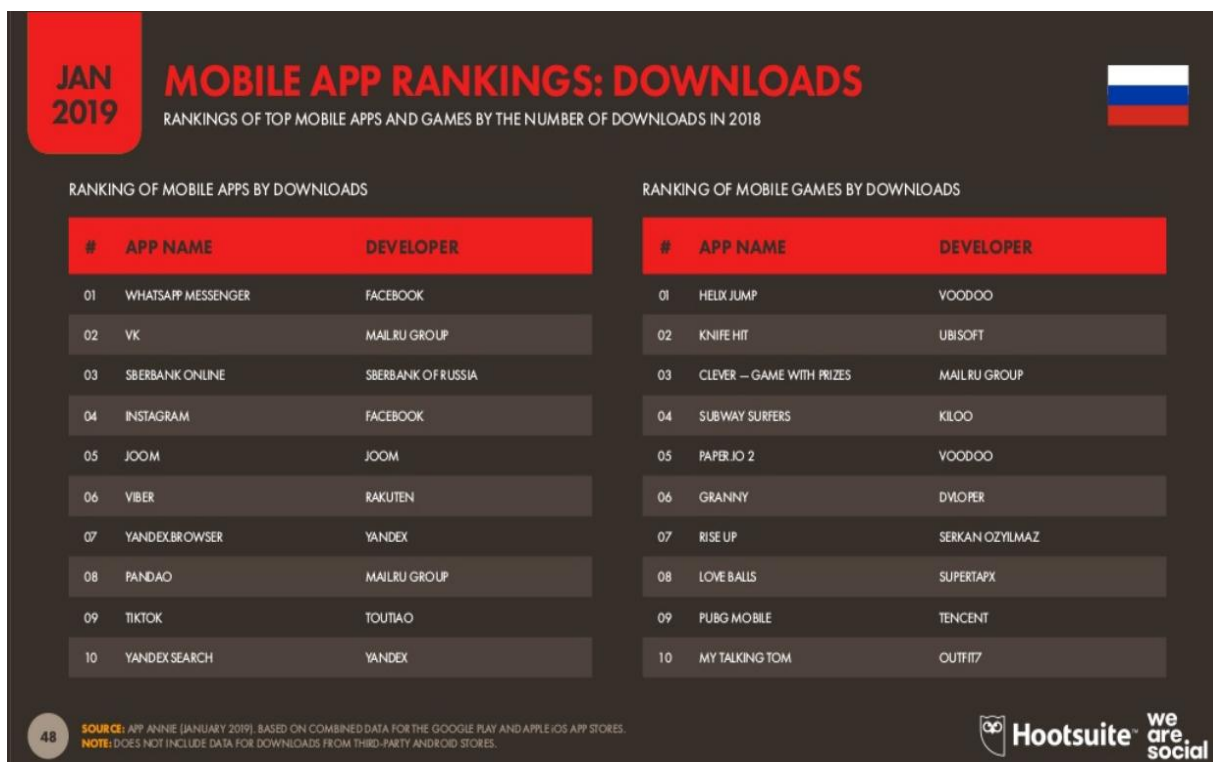 JAN
2019
MOBILE APP RANKINGS: DOWNLOADS
RANKINGS OF TOP MOBILE APPS AND GAMES BY THE NUMBER OF DOWNLOADS IN 2018
RANKING OF MOBILE APPS BY DOWNLOADS
# APP NAME DEVELOPER
01 WHATSAPP MESSENGER FACEBOOK
02 VK MAIL.RU GROUP
03 SBERBANK ONLINE SBERBANK OF RUSSIA
04 INSTAGRAM FACEBOOK
05 JOOM JOOM
06 VIBER RAKUTEN
07 YANDEX.BROWSER YANDEX
08 PANDAO MAIL.RU GROUP
09 TIKTOK TOUTIAO
10 YANDEX SEARCH YANDEX
RANKING OF MOBILE GAMES BY DOWNLOADS
# APP NAME DEVELOPER
01 HELIX JUMP VOODOO
02 KNIFE HIT UBISOFT
03 CLEVER — GAME WITH PRIZES MAIL.RU GROUP
04 SUBWAY SURFERS KILOO
05 PAPER.IO 2 VOODOO
06 GRANNY DVLOPER
07 RISE UP SERKAN OZYILMAZ
08 LOVE BALLS SUPERTAPX
09 PUBG MOBILE TENCENT
10 MY TALKING TOM OUTFIT7
48
SOURCE: APP ANNIE (JANUARY 2019). BASED ON COMBINED DATA FOR THE GOOGLE PLAY AND APPLE iOS APP STORES.
NOTE: DOES NOT INCLUDE DATA FOR DOWNLOADS FROM THIRD-PARTY ANDROID STORES.
Hootsuite™
we
are.
social